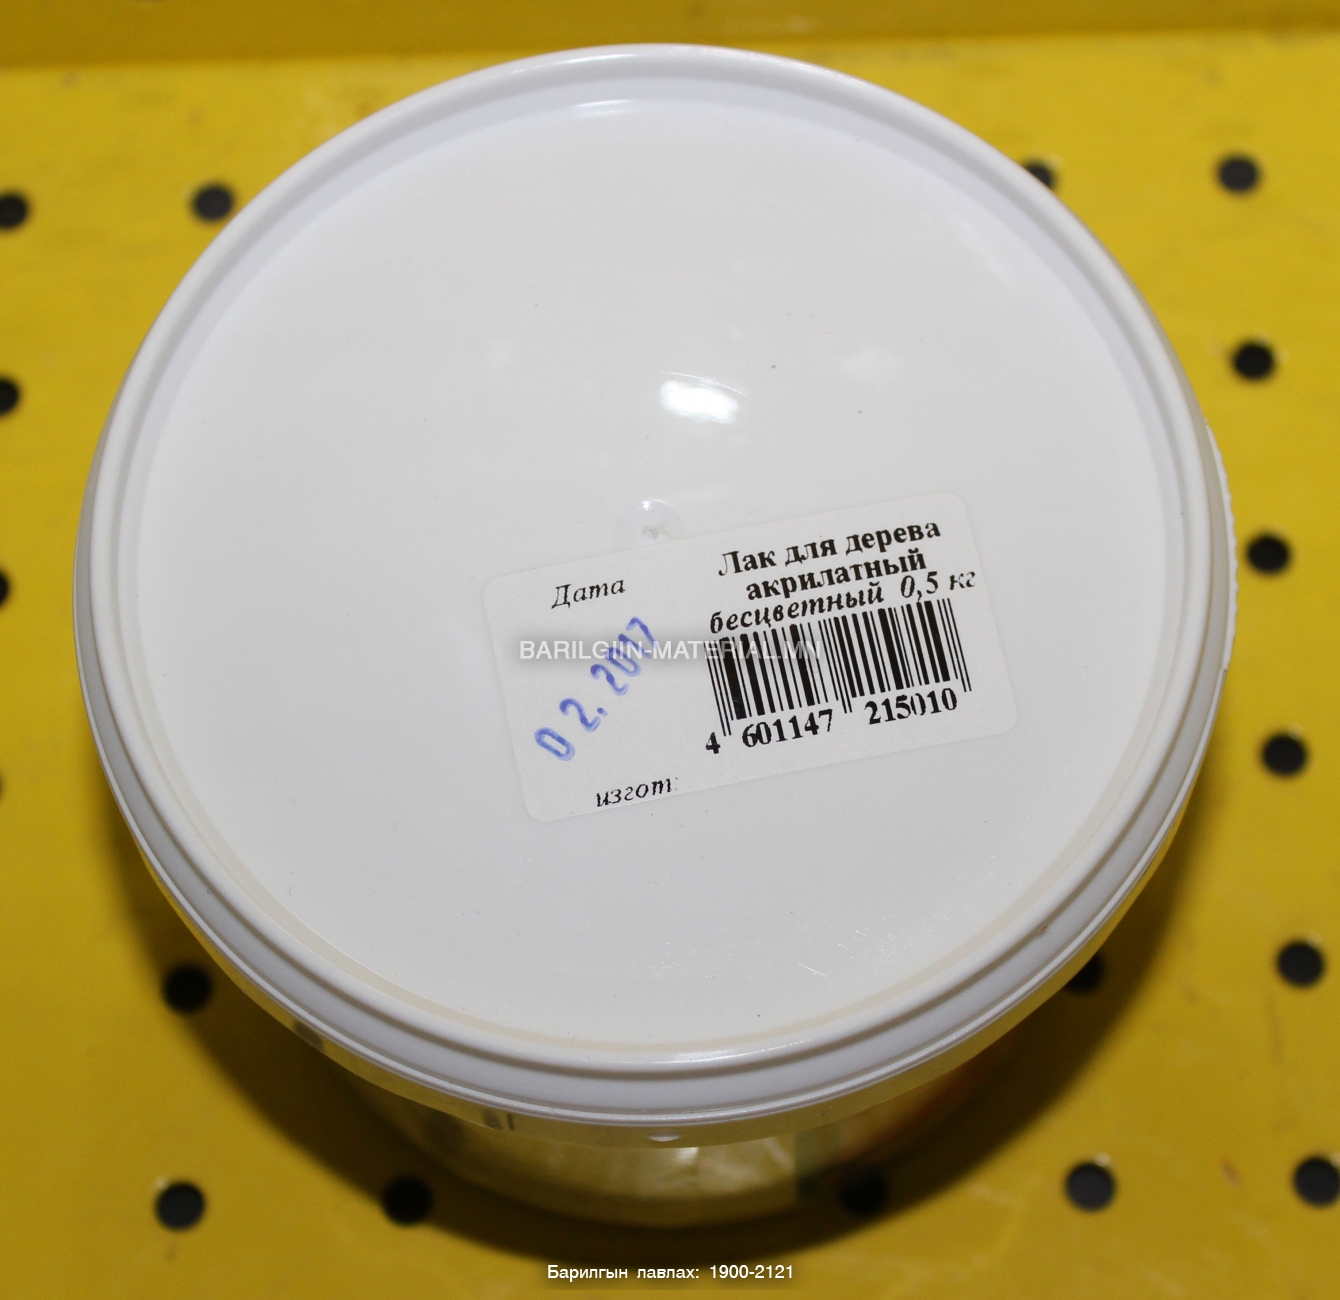 Лак для дерева
акрилатный
бесцветный 0,5 кг
Дата
02.2017
BARILGIIN-MATERIAL.MN
4 601147 215010
изгот:
Барилгын лавлах: 1900-2121